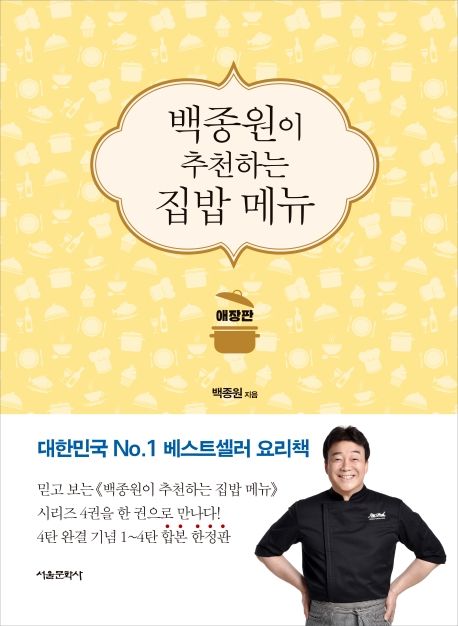 백종원이
추천하는
집밥 메뉴
애장판
백종원 지음
대한민국 No.1 베스트셀러 요리책
믿고 보는《백종원이 추천하는 집밥 메뉴》
시리즈 4권을 한 권으로 만나다!
4탄 완결 기념 1~4탄 합본 한정판
서울문화사